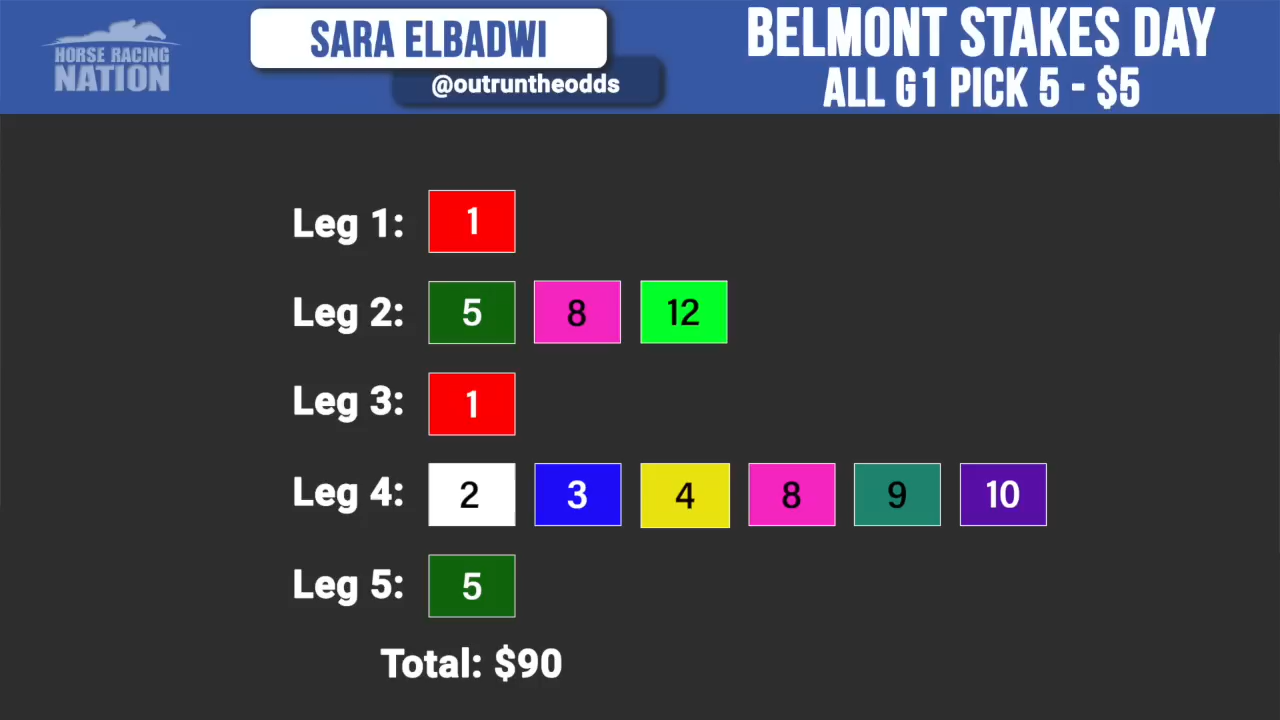 HORSE RACING
NATION
SARA ELBADWI
@outruntheodds
BELMONT STAKES DAY
ALL G1 PICK 5 - $5
Leg 1: 1
Leg 2: 5 8 12
Leg 3: 1
Leg 4: 2 3 4 8 9 10
Leg 5: 5
Total: $90